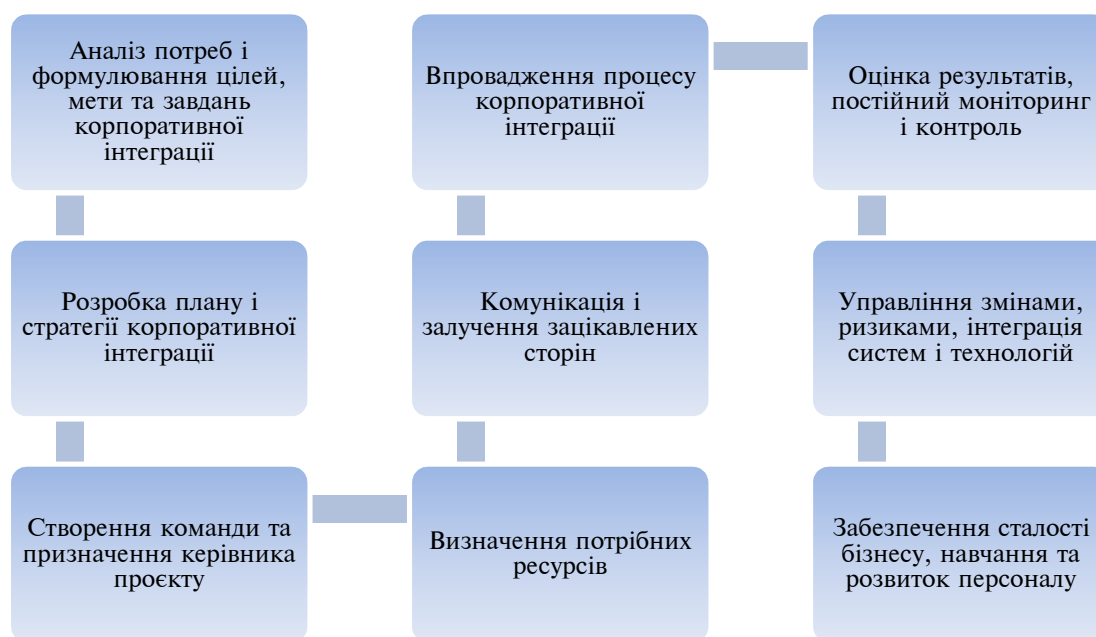 Аналіз потреб і
формулювання цілей,
мети та завдань
корпоративної
інтеграції
Розробка плану і
стратегії корпоративної
інтеграції
Створення команди та
призначення керівника
проєкту
Визначення потрібних
ресурсів
Комунікація і
залучення зацікавлених
сторін
Впровадження процесу
корпоративної
інтеграції
Оцінка результатів,
постійний моніторинг
і контроль
Управління змінами,
ризиками, інтеграція
систем і технологій
Забезпечення сталості
бізнесу, навчання та
розвиток персоналу